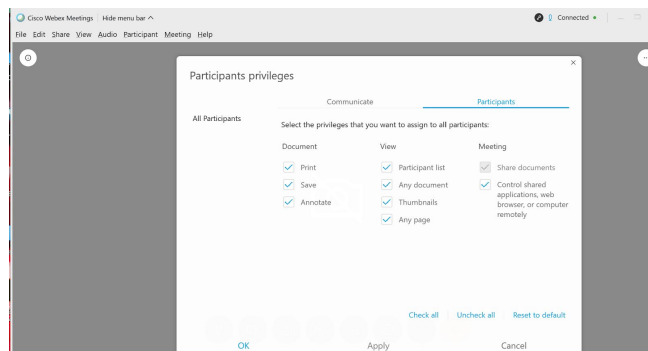 Cisco Webex Meetings Hide menu bar
Connected
File Edit Share View Audio Participant Meeting Help
Participants privileges
Communicate Participants
All Participants
Select the privileges that you want to assign to all participants:
Document View Meeting
Print Participant list Share documents
Save Any document Control shared
applications, web
browser, or computer
remotely
Annotate Thumbnails
Any page
Check all Uncheck all Reset to default
OK Apply Cancel